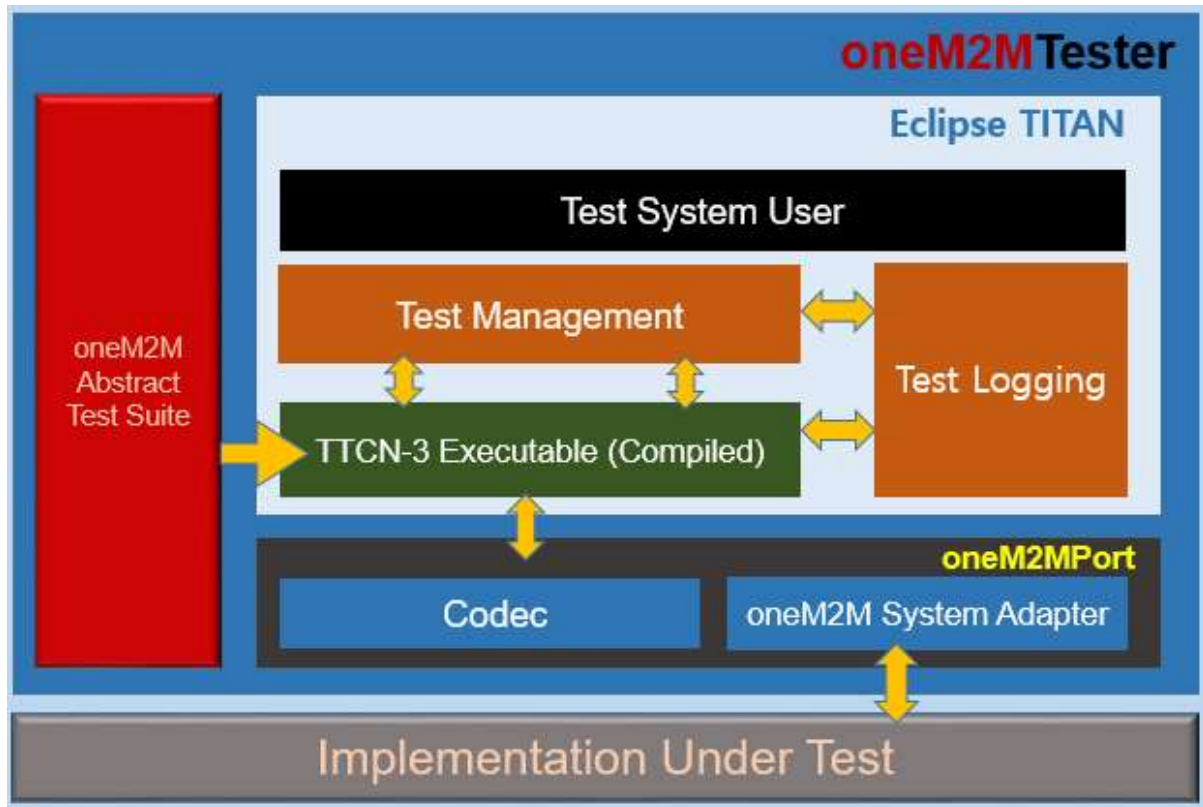 oneM2MTester
Eclipse TITAN
Test System User
Test Management
Test Logging
oneM2M
Abstract
Test Suite
TTCN-3 Executable (Compiled)
oneM2MPort
Codec
oneM2M System Adapter
Implementation Under Test